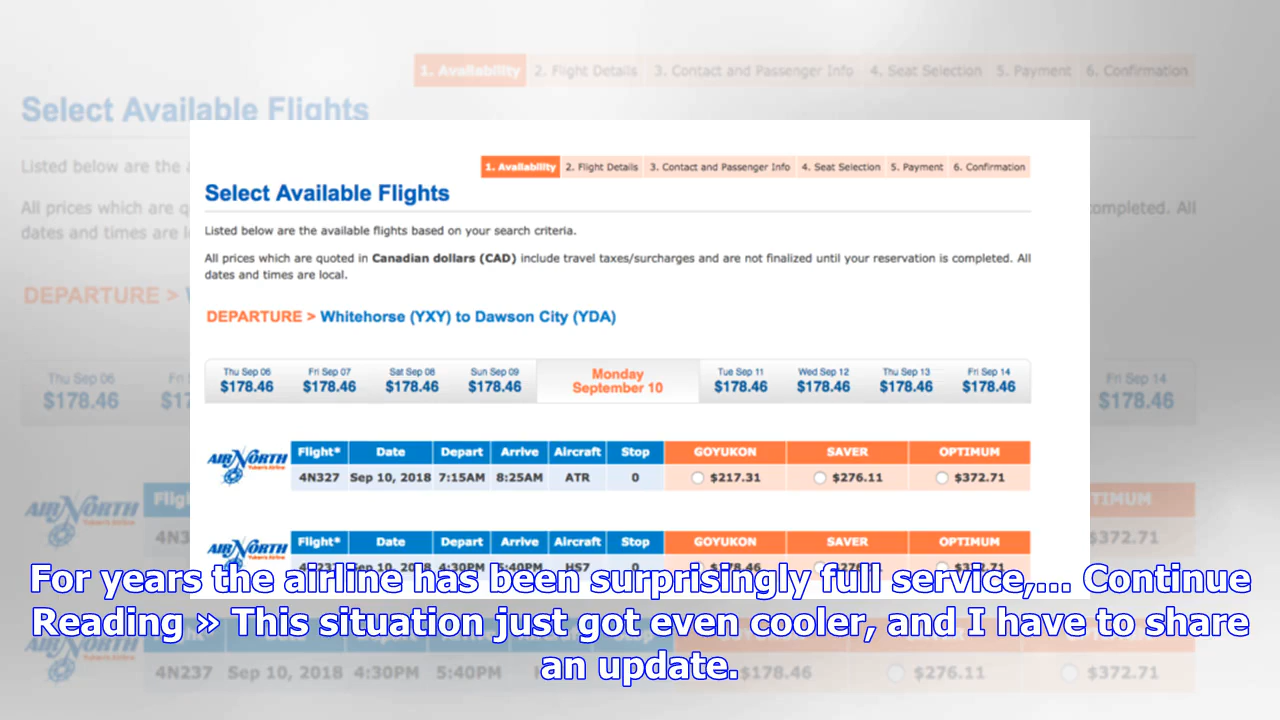 1. Availability 2. Flight Details 3. Contact and Passenger Info 4. Seat Selection 5. Payment 6. Confirmation
Select Available Flights
Listed below are the available flights based on your search criteria.
All prices which are quoted in Canadian dollars (CAD) include travel taxes/surcharges and are not finalized until your reservation is completed. All
dates and times are local.
DEPARTURE > Whitehorse (YXY) to Dawson City (YDA)
Thu Sep 06 Fri Sep 07 Sat Sep 08 Sun Sep 09 Monday Tue Sep 11 Wed Sep 12 Thu Sep 13 Fri Sep 14
$178.46 $178.46 $178.46 $178.46 September 10 $178.46 $178.46 $178.46 $178.46
AIR NORTH Flight* Date Depart Arrive Aircraft Stop GOYUKON SAVER OPTIMUM
Yukon's Airline 4N327 Sep 10, 2018 7:15AM 8:25AM ATR 0 $217.31 $276.11 $372.71
AIR NORTH Flight* Date Depart Arrive Aircraft Stop GOYUKON SAVER OPTIMUM
4N237 Sep 10, 2018 4:30PM 5:40PM HS7 0 $178.46 $276.11 $372.71
For years the airline has been surprisingly full service,... Continue
Reading » This situation just got even cooler, and I have to share
an update.